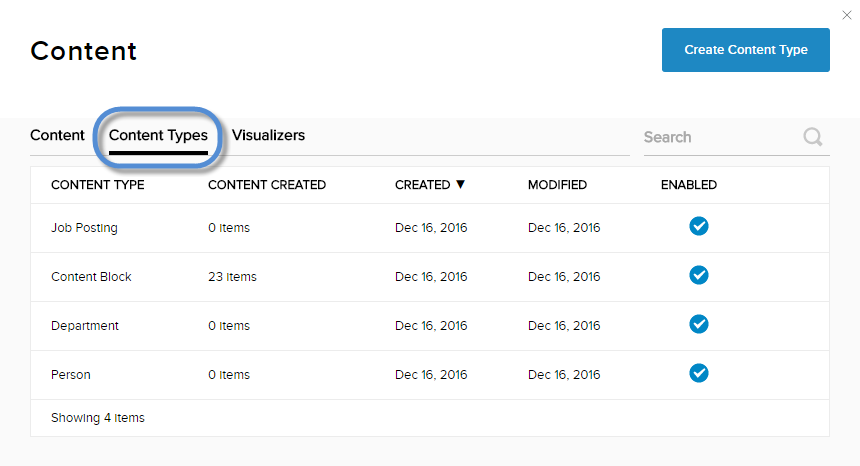 Content
Create Content Type
Content Content Types Visualizers Search
CONTENT TYPE CONTENT CREATED CREATED ▼ MODIFIED ENABLED
Job Posting 0 items Dec 16, 2016 Dec 16, 2016
Content Block 23 items Dec 16, 2016 Dec 16, 2016
Department 0 items Dec 16, 2016 Dec 16, 2016
Person 0 items Dec 16, 2016 Dec 16, 2016
Showing 4 items